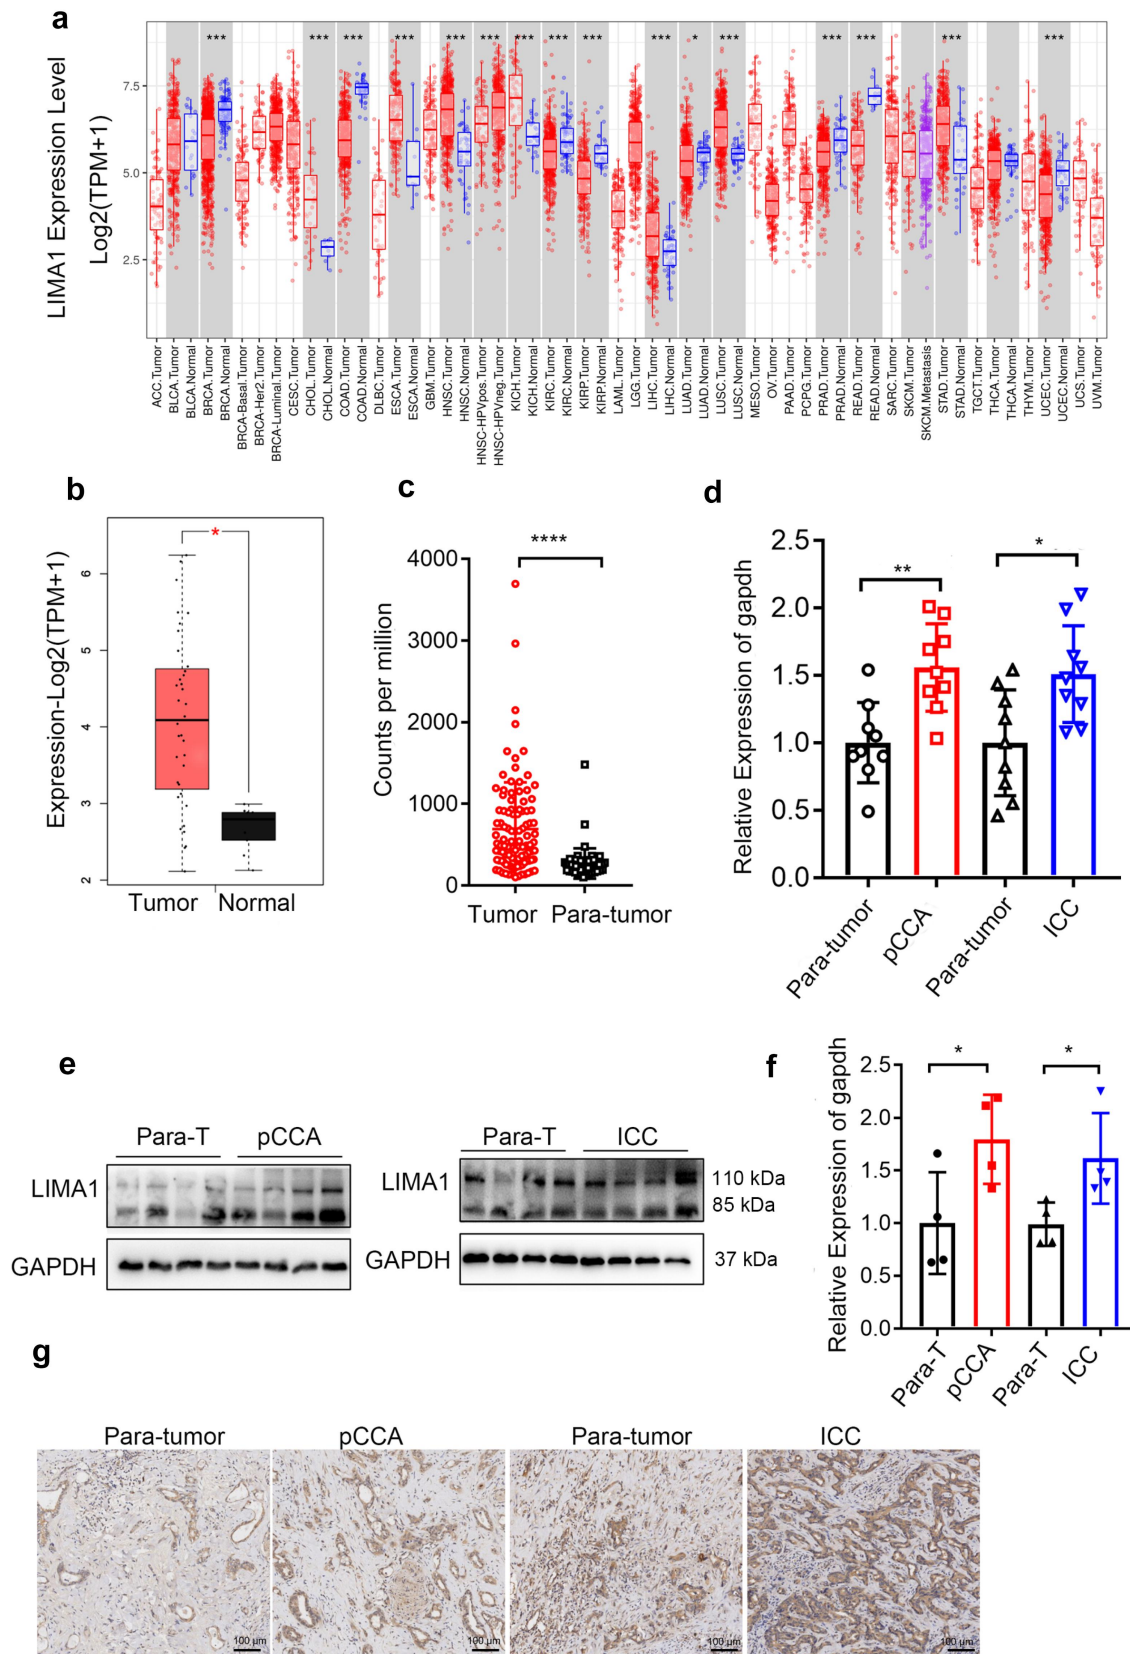 a
LIMA1 Expression Level
Log2(TPM+1)
*** *** *** *** *** *** *** *** *** *** * *** *** *** *** ***
7.5
5.0
2.5
ACC.Tumor
BLCA.Tumor
BLCA.Normal
BRCA.Tumor
BRCA.Normal
BRCA-Basal.Tumor
BRCA-Her2.Tumor
BRCA-Luminal.Tumor
CESC.Tumor
CHOL.Tumor
CHOL.Normal
COAD.Tumor
COAD.Normal
DLBC.Tumor
ESCA.Tumor
ESCA.Normal
GBM.Tumor
HNSC.Tumor
HNSC.Normal
HNSC-HPVpos.Tumor
HNSC-HPVneg.Tumor
KICH.Tumor
KICH.Normal
KIRC.Tumor
KIRC.Normal
KIRP.Tumor
KIRP.Normal
LAML.Tumor
LGG.Tumor
LIHC.Tumor
LIHC.Normal
LUAD.Tumor
LUAD.Normal
LUSC.Tumor
LUSC.Normal
MESO.Tumor
OV.Tumor
PAAD.Tumor
PCPG.Tumor
PRAD.Tumor
PRAD.Normal
READ.Tumor
READ.Normal
SARC.Tumor
SKCM.Tumor
SKCM.Metastasis
STAD.Tumor
STAD.Normal
TGCT.Tumor
THCA.Tumor
THCA.Normal
THYM.Tumor
UCEC.Tumor
UCEC.Normal
UCS.Tumor
UVM.Tumor
b
Expression-Log2(TPM+1)
*
6
5
4
3
2
Tumor Normal
c
Counts per million
****
4000
3000
2000
1000
0
Tumor Para-tumor
d
Relative Expression of gapdh
** *
2.5
2.0
1.5
1.0
0.5
0.0
Para-tumor
pCCA
Para-tumor
ICC
e
Para-T pCCA
LIMA1
GAPDH
Para-T ICC
LIMA1
GAPDH
110 kDa
85 kDa
37 kDa
f
Relative Expression of gapdh
* *
2.5
2.0
1.5
1.0
0.5
0.0
Para-T
pCCA
Para-T
ICC
g
Para-tumor pCCA Para-tumor ICC
100 μm 100 μm 100 μm 100 μm